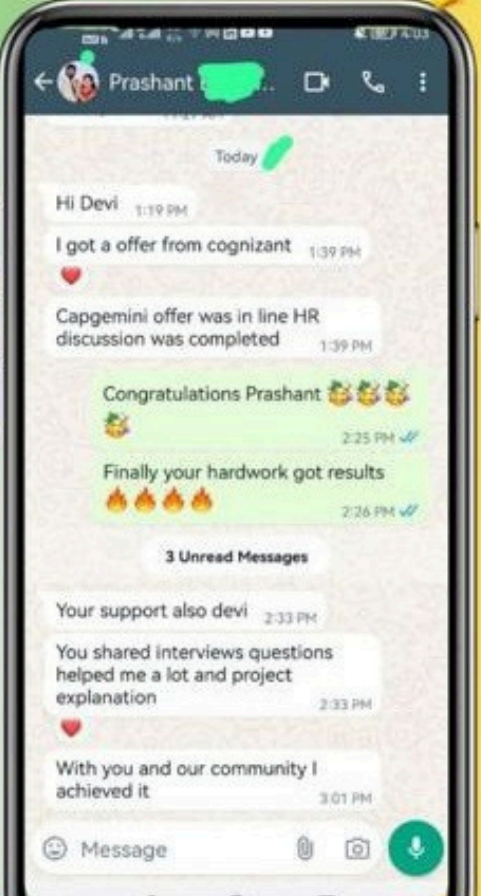 4:03
Prashant
Today
Hi Devi 1:19 PM
I got a offer from cognizant 1:39 PM
Capgemini offer was in line HR
discussion was completed 1:39 PM
Congratulations Prashant
2:25 PM
Finally your hardwork got results
2:26 PM
3 Unread Messages
Your support also devi 2:33 PM
You shared interviews questions
helped me a lot and project
explanation 2:33 PM
With you and our community I
achieved it 3:01 PM
Message